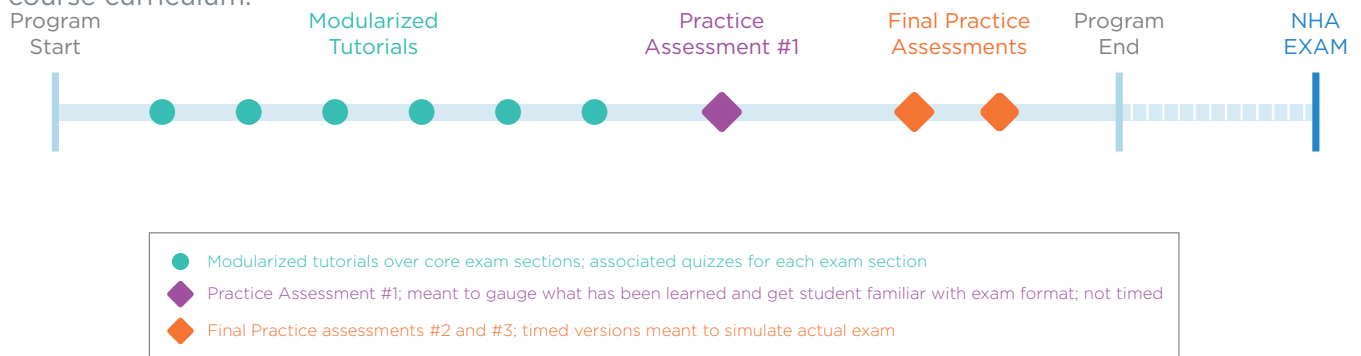 course curriculum.
Program
Start
Modularized
Tutorials
Practice
Assessment #1
Final Practice
Assessments
Program
End
NHA
EXAM
Modularized tutorials over core exam sections; associated quizzes for each exam section
Practice Assessment #1; meant to gauge what has been learned and get student familiar with exam format; not timed
Final Practice assessments #2 and #3; timed versions meant to simulate actual exam